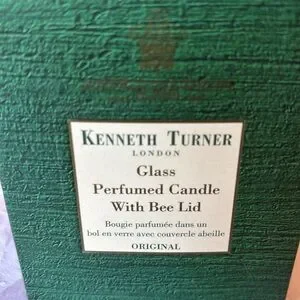 KENNETH TURNER
LONDON
Glass
Perfumed Candle
With Bee Lid
Bougie parfumée dans un
bol en verre avec couvercle abeille
ORIGINAL